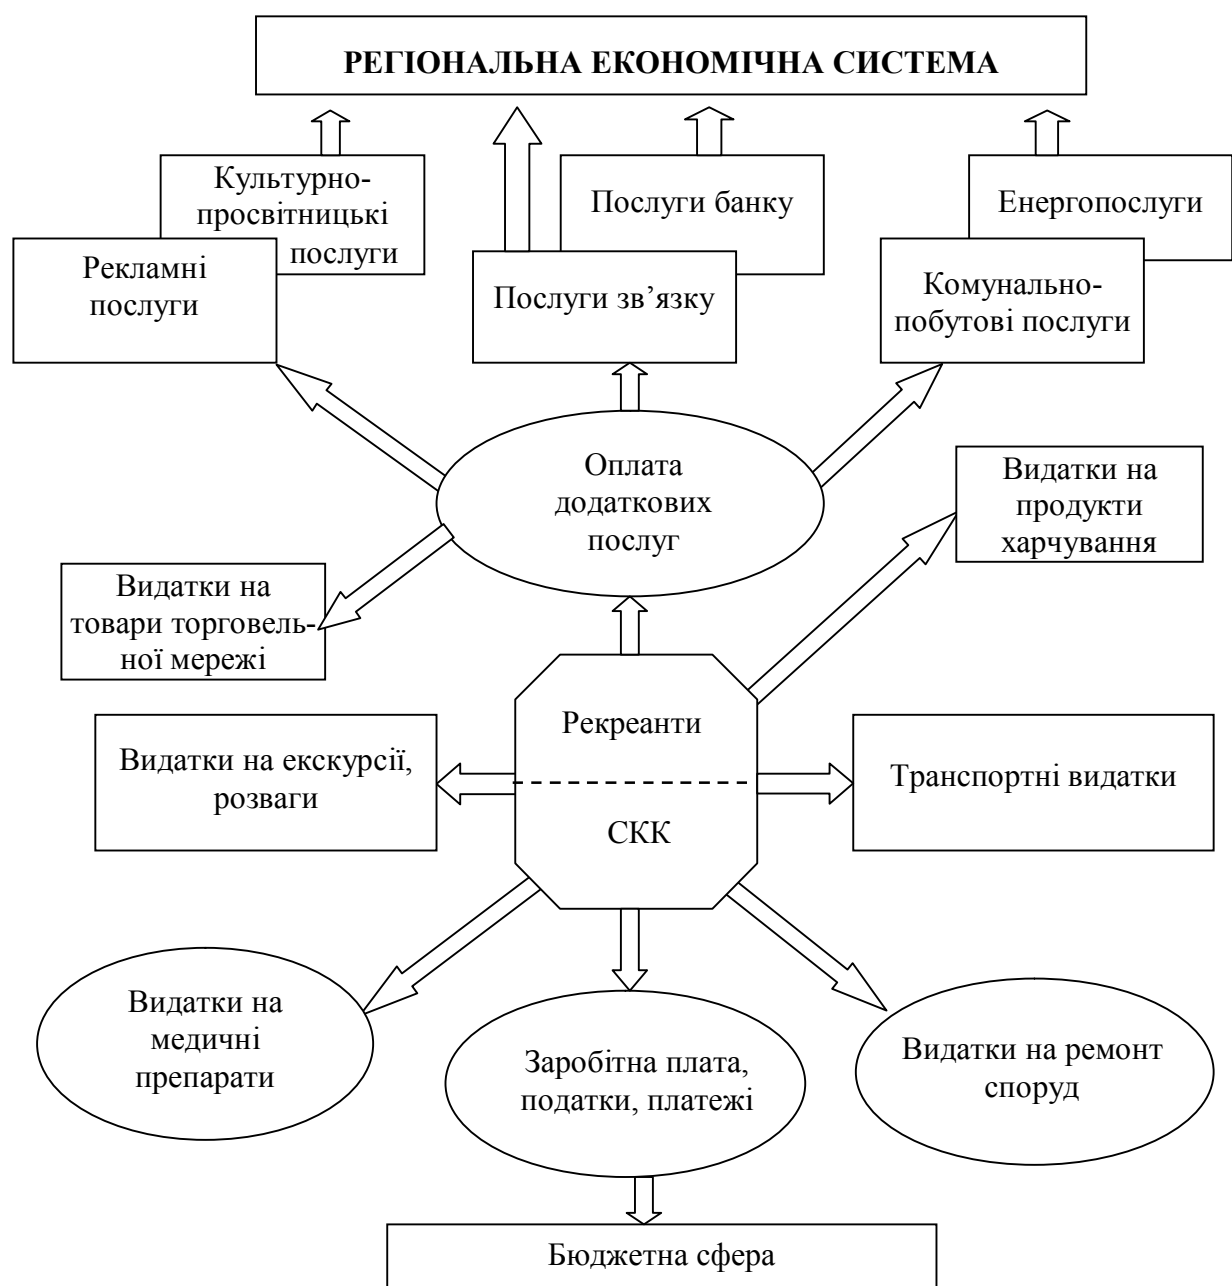 РЕГІОНАЛЬНА ЕКОНОМІЧНА СИСТЕМА
Культурно-
просвітницькі
послуги
Послуги банку
Енергопослуги
Рекламні
послуги
Послуги зв’язку
Комунально-
побутові послуги
Оплата
додаткових
послуг
Видатки на
продукти
харчування
Видатки на
товари торговель-
ної мережі
Рекреанти
СКК
Видатки на екскурсії,
розваги
Транспортні видатки
Видатки на
медичні
препарати
Заробітна плата,
податки, платежі
Видатки на ремонт
споруд
Бюджетна сфера